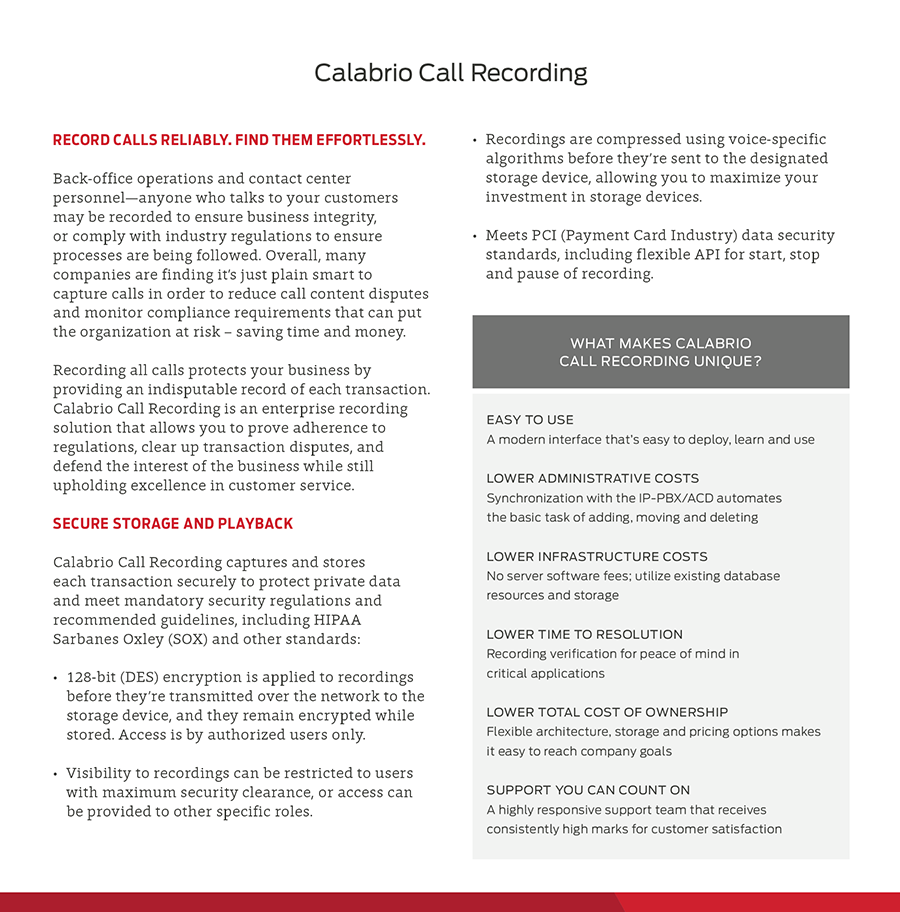 Calabrio Call Recording
RECORD CALLS RELIABLY. FIND THEM EFFORTLESSLY.
Back-office operations and contact center
personnel—anyone who talks to your customers
may be recorded to ensure business integrity,
or comply with industry regulations to ensure
processes are being followed. Overall, many
companies are finding it’s just plain smart to
capture calls in order to reduce call content disputes
and monitor compliance requirements that can put
the organization at risk – saving time and money.
Recording all calls protects your business by
providing an indisputable record of each transaction.
Calabrio Call Recording is an enterprise recording
solution that allows you to prove adherence to
regulations, clear up transaction disputes, and
defend the interest of the business while still
upholding excellence in customer service.
SECURE STORAGE AND PLAYBACK
Calabrio Call Recording captures and stores
each transaction securely to protect private data
and meet mandatory security regulations and
recommended guidelines, including HIPAA
Sarbanes Oxley (SOX) and other standards:
• 128-bit (DES) encryption is applied to recordings
before they’re transmitted over the network to the
storage device, and they remain encrypted while
stored. Access is by authorized users only.
• Visibility to recordings can be restricted to users
with maximum security clearance, or access can
be provided to other specific roles.
• Recordings are compressed using voice-specific
algorithms before they’re sent to the designated
storage device, allowing you to maximize your
investment in storage devices.
• Meets PCI (Payment Card Industry) data security
standards, including flexible API for start, stop
and pause of recording.
WHAT MAKES CALABRIO
CALL RECORDING UNIQUE?
EASY TO USE
A modern interface that’s easy to deploy, learn and use
LOWER ADMINISTRATIVE COSTS
Synchronization with the IP-PBX/ACD automates
the basic task of adding, moving and deleting
LOWER INFRASTRUCTURE COSTS
No server software fees; utilize existing database
resources and storage
LOWER TIME TO RESOLUTION
Recording verification for peace of mind in
critical applications
LOWER TOTAL COST OF OWNERSHIP
Flexible architecture, storage and pricing options makes
it easy to reach company goals
SUPPORT YOU CAN COUNT ON
A highly responsive support team that receives
consistently high marks for customer satisfaction